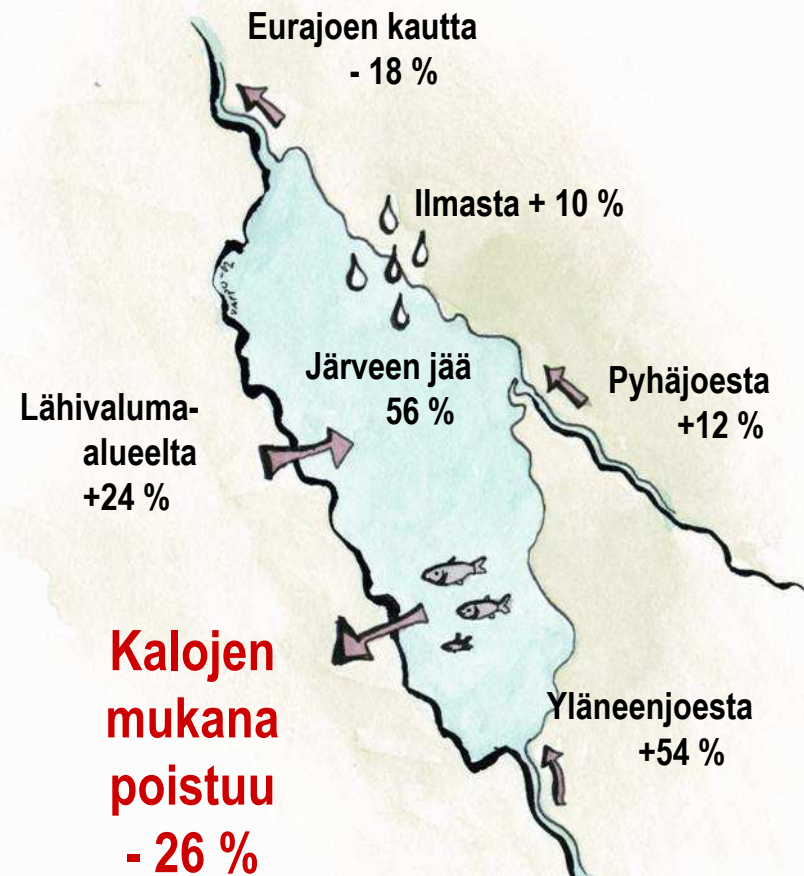 Eurajoen kautta
- 18 %
Ilmasta + 10 %
Järveen jää
56 %
Pyhäjoesta
+12 %
Lähivaluma-
alueelta
+24 %
Kalojen
mukana
poistuu
- 26 %
Yläneenjoesta
+54 %